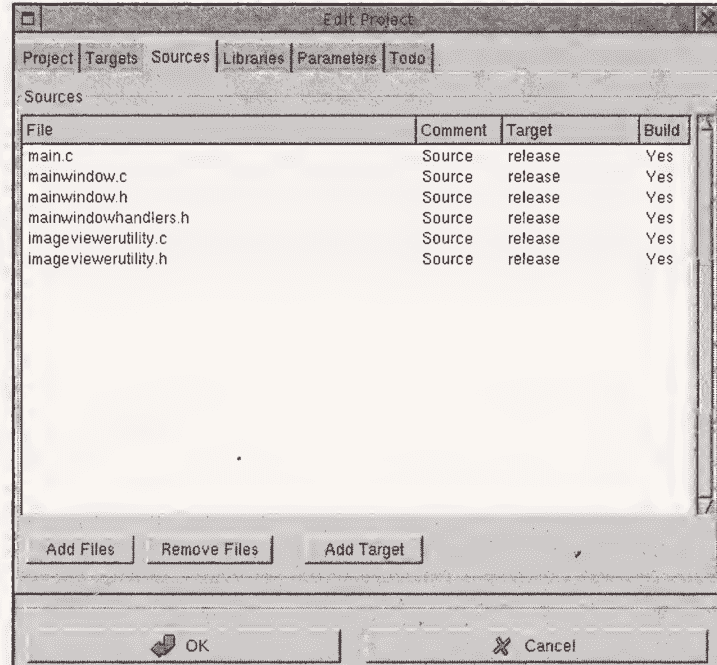 Edit Project
Project Targets Sources Libraries Parameters Todo
Sources
File Comment Target Build
main.c Source release Yes
mainwindow.c Source release Yes
mainwindow.h Source release Yes
mainwindowhandlers.h Source release Yes
imageviewerutility.c Source release Yes
imageviewerutility.h Source release Yes
Add Files Remove Files Add Target
OK Cancel